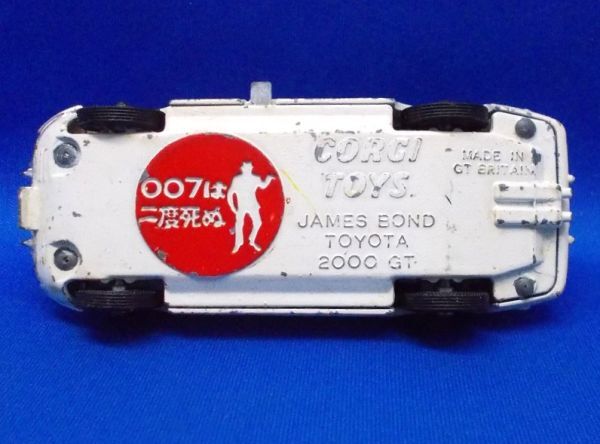 007は
二度死ぬ
CORGI
TOYS.
JAMES BOND
TOYOTA
2000 GT
MADE IN
GT BRITAIN